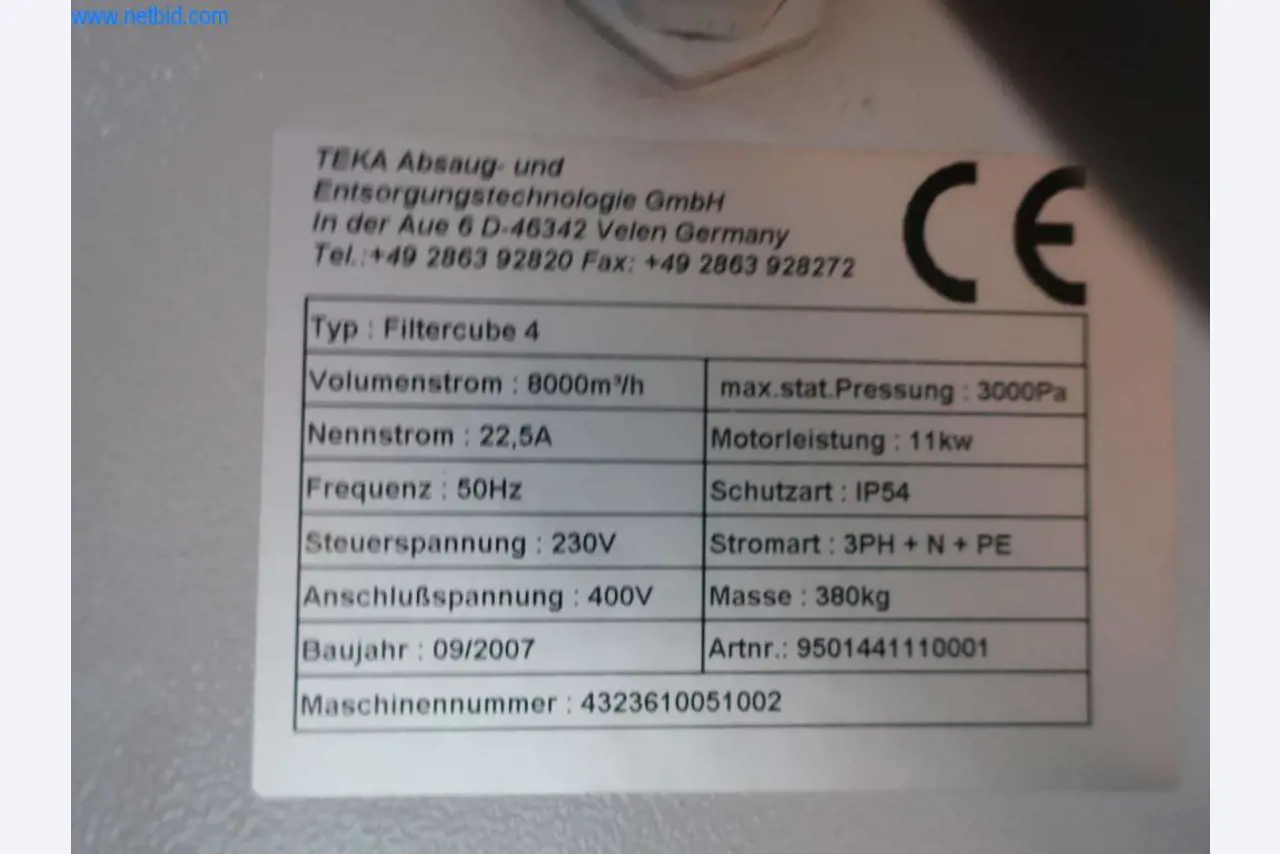 www.netbid.com
TEKA Absaug- und
Entsorgungstechnologie GmbH
In der Aue 6 D-46342 Velen Germany
Tel.:+49 2863 92820 Fax: +49 2863 928272
CE
Typ : Filtercube 4
Volumenstrom : 8000m³/h max.stat.Pressung : 3000Pa
Nennstrom : 22,5A Motorleistung : 11kw
Frequenz : 50Hz Schutzart : IP54
Steuerspannung : 230V Stromart : 3PH + N + PE
Anschlußspannung : 400V Masse : 380kg
Baujahr : 09/2007 Artnr.: 9501441110001
Maschinennummer : 4323610051002